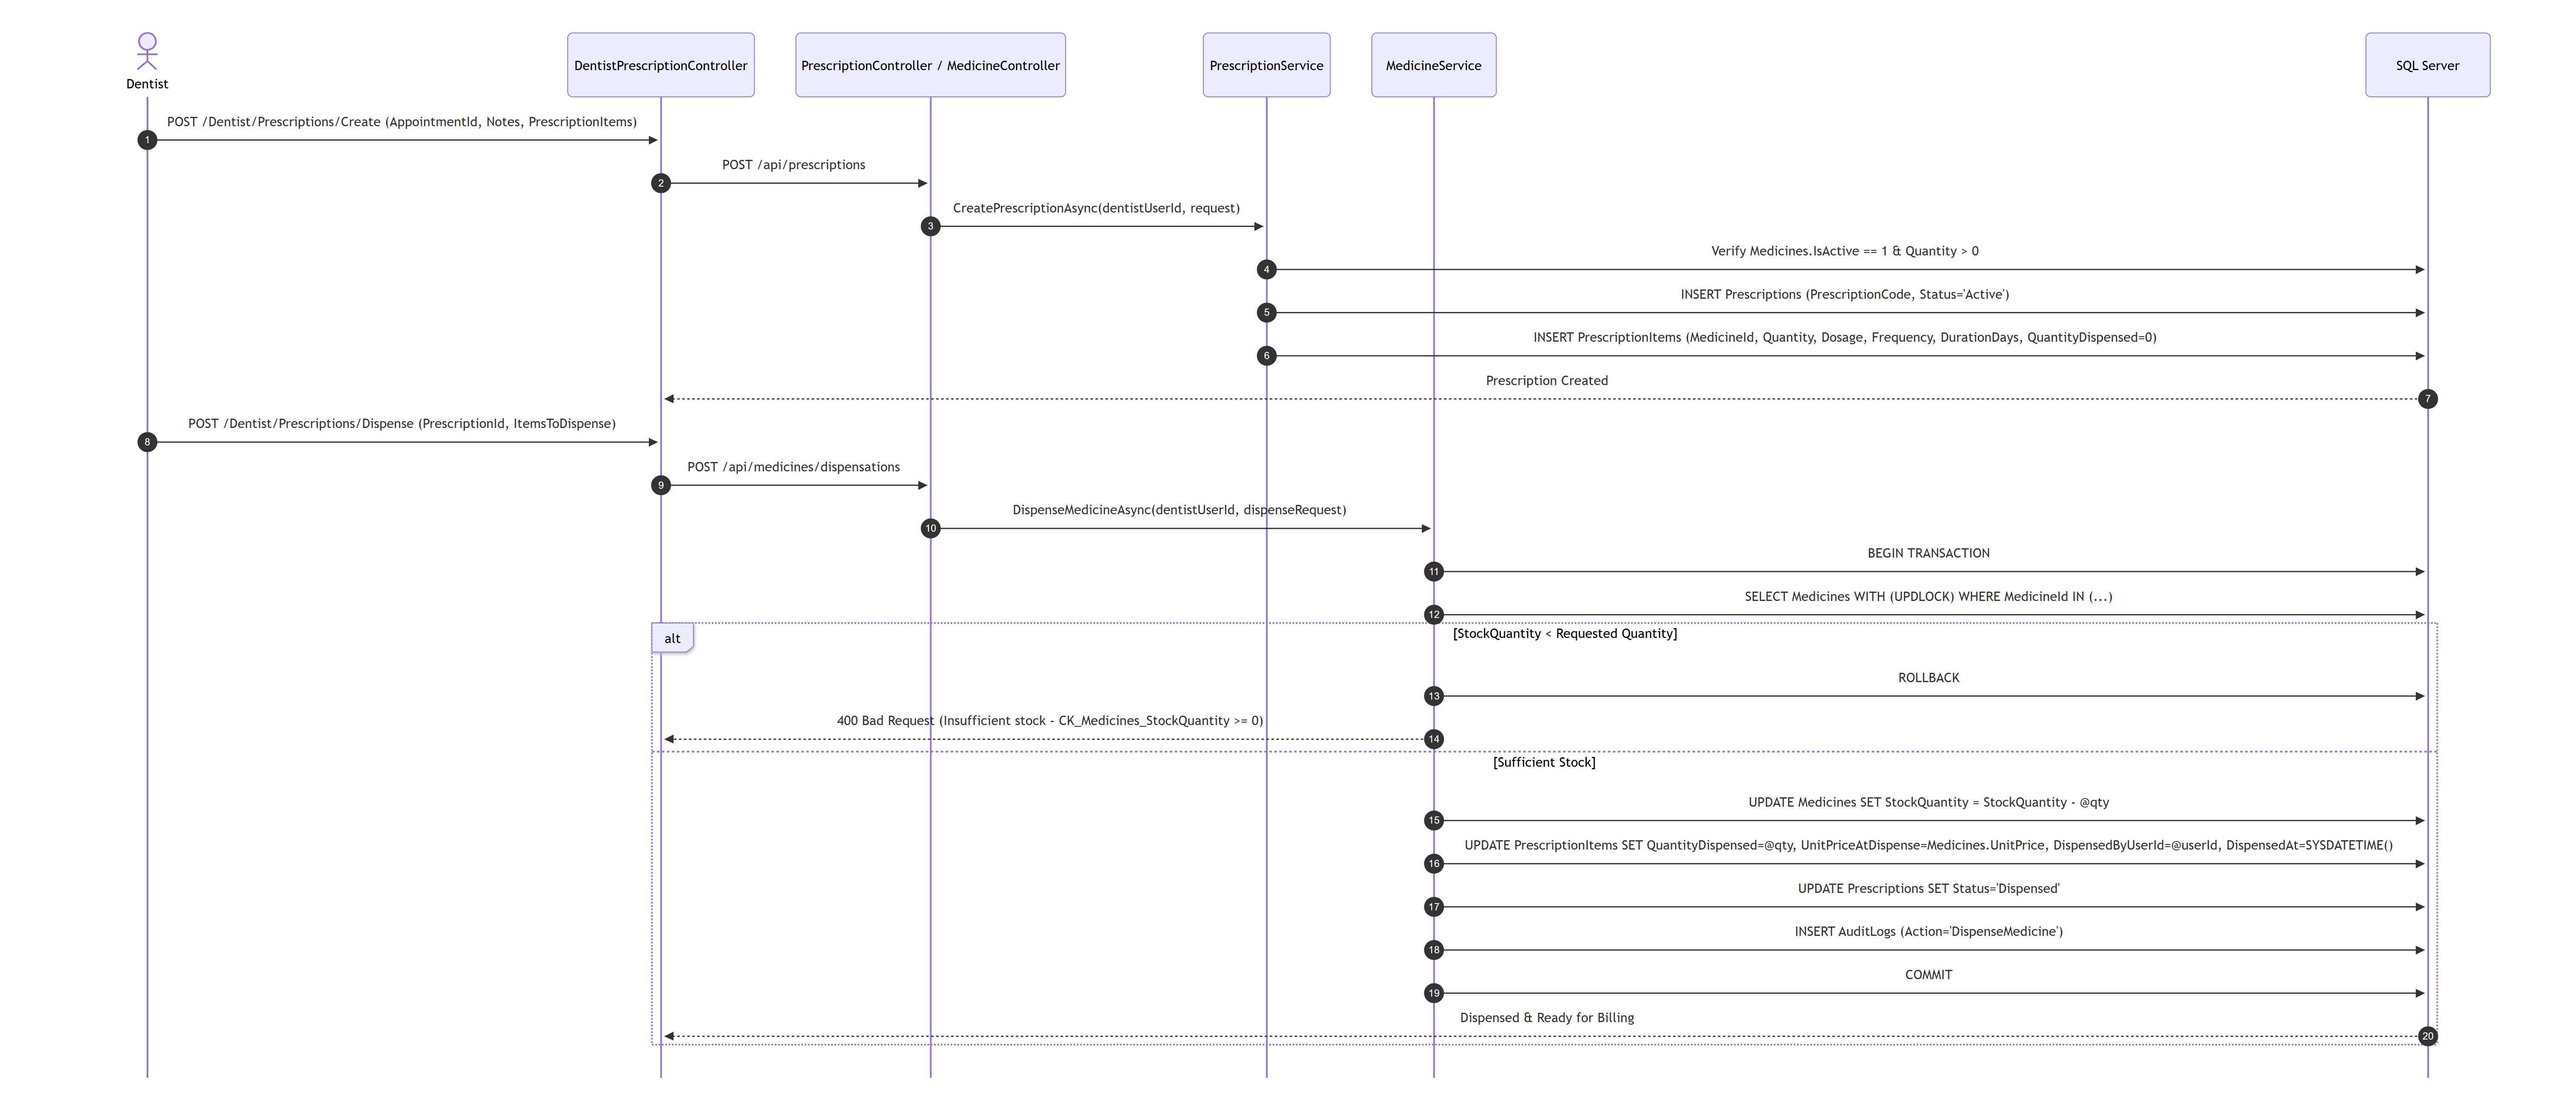 Dentist
DentistPrescriptionController
PrescriptionController / MedicineController
PrescriptionService
MedicineService
SQL Server
POST /Dentist/Prescriptions/Create (AppointmentId, Notes, PrescriptionItems)
1
POST /api/prescriptions
2
CreatePrescriptionAsync(dentistUserId, request)
3
Verify Medicines.IsActive == 1 & Quantity > 0
4
INSERT Prescriptions (PrescriptionCode, Status='Active')
5
INSERT PrescriptionItems (MedicineId, Quantity, Dosage, Frequency, DurationDays, QuantityDispensed=0)
6
Prescription Created
7
POST /Dentist/Prescriptions/Dispense (PrescriptionId, ItemsToDispense)
8
POST /api/medicines/dispensations
9
DispenseMedicineAsync(dentistUserId, dispenseRequest)
10
BEGIN TRANSACTION
11
SELECT Medicines WITH (UPDLOCK) WHERE MedicineId IN (...)
12
alt
[StockQuantity < Requested Quantity]
ROLLBACK
13
400 Bad Request (Insufficient stock - CK_Medicines_StockQuantity >= 0)
14
[Sufficient Stock]
UPDATE Medicines SET StockQuantity = StockQuantity - @qty
15
UPDATE PrescriptionItems SET QuantityDispensed=@qty, UnitPriceAtDispense=Medicines.UnitPrice, DispensedByUserId=@userId, DispensedAt=SYSDATETIME()
16
UPDATE Prescriptions SET Status='Dispensed'
17
INSERT AuditLogs (Action='DispenseMedicine')
18
COMMIT
19
Dispensed & Ready for Billing
20